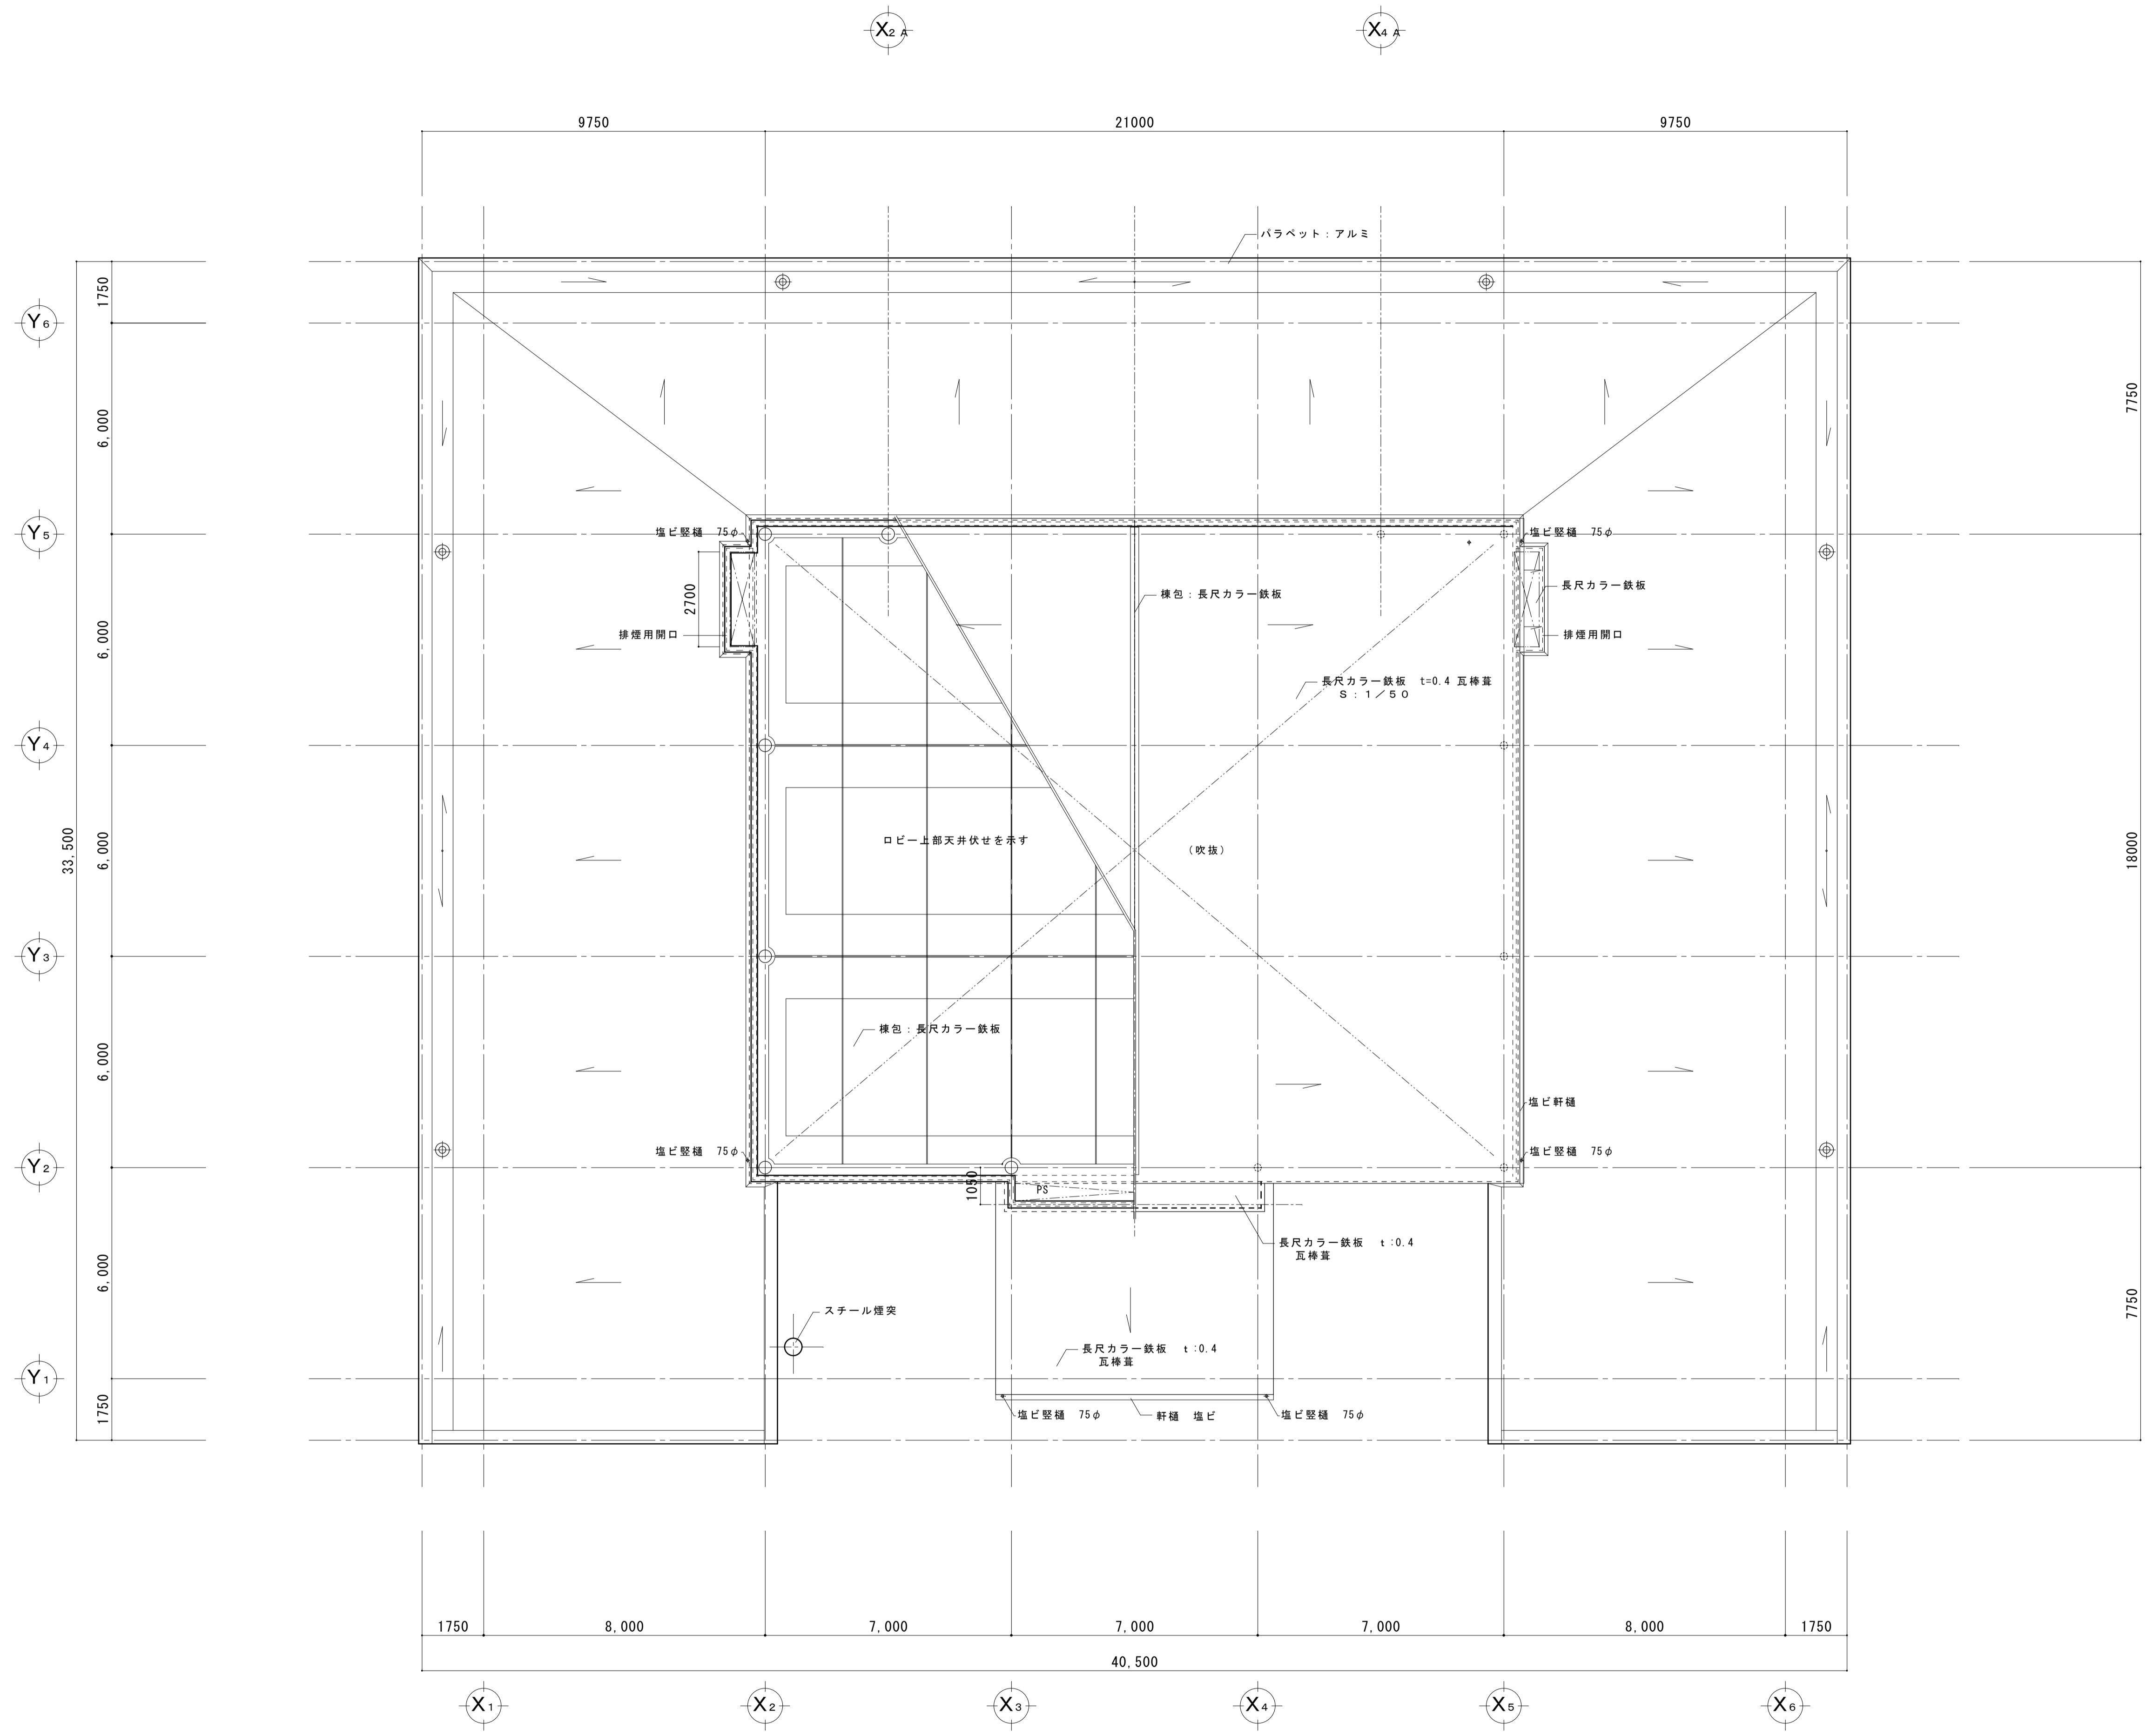 X2A
X4A
9750
21000
9750
パラペット：アルミ
1750
Y6
6,000
7750
Y5
塩ビ竪樋 75φ
塩ビ竪樋 75φ
2700
棟包：長尺カラー鉄板
長尺カラー鉄板
排煙用開口
排煙用開口
6,000
長尺カラー鉄板 t=0.4 瓦棒葺
S：1／50
Y4
33,500
6,000
ロビー上部天井伏せを示す
（吹抜）
18000
Y3
棟包：長尺カラー鉄板
6,000
塩ビ軒樋
塩ビ竪樋 75φ
塩ビ竪樋 75φ
Y2
1050
PS
長尺カラー鉄板 t:0.4
瓦棒葺
6,000
スチール煙突
7750
長尺カラー鉄板 t:0.4
瓦棒葺
Y1
1750
塩ビ竪樋 75φ
軒樋 塩ビ
塩ビ竪樋 75φ
1750
8,000
7,000
7,000
7,000
8,000
1750
40,500
X1
X2
X3
X4
X5
X6